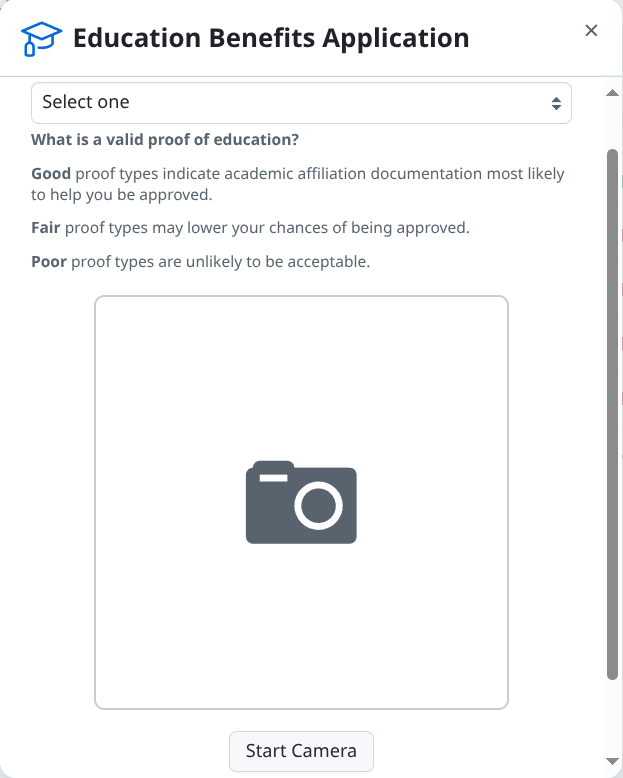 Education Benefits Application
Select one
What is a valid proof of education?
Good proof types indicate academic affiliation documentation most likely
to help you be approved.
Fair proof types may lower your chances of being approved.
Poor proof types are unlikely to be acceptable.
Start Camera